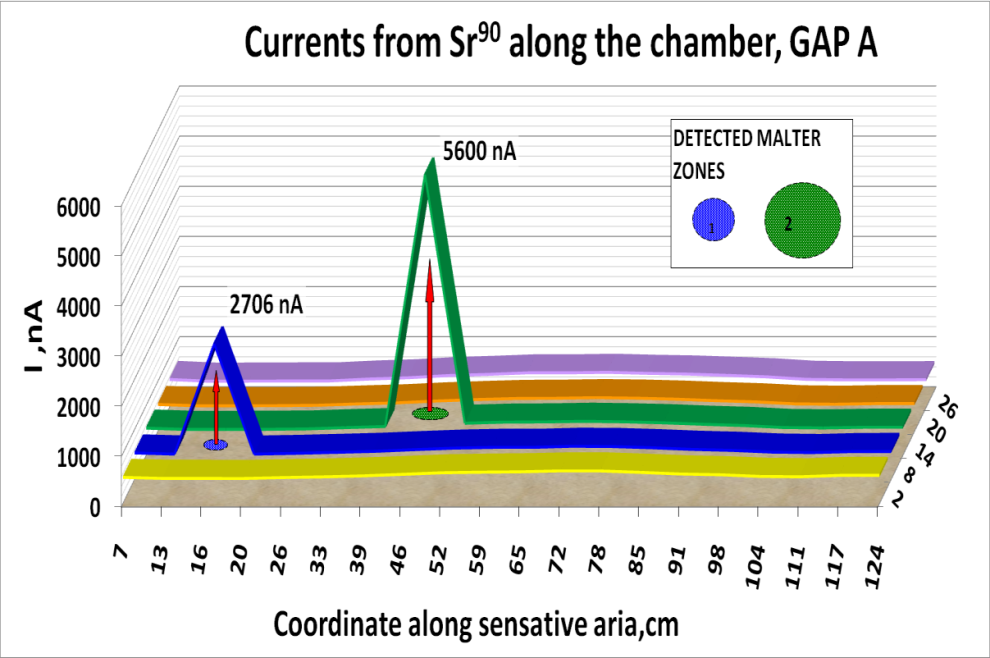 Currents from Sr90 along the chamber, GAP A
5600 nA
DETECTED MALTER
ZONES
1
2
2706 nA
I ,nA
6000
5000
4000
3000
2000
1000
0
26
20
14
8
2
7 13 16 20 26 33 39 46 52 59 65 72 78 85 91 98 104 111 117 124
Coordinate along sensative aria,cm